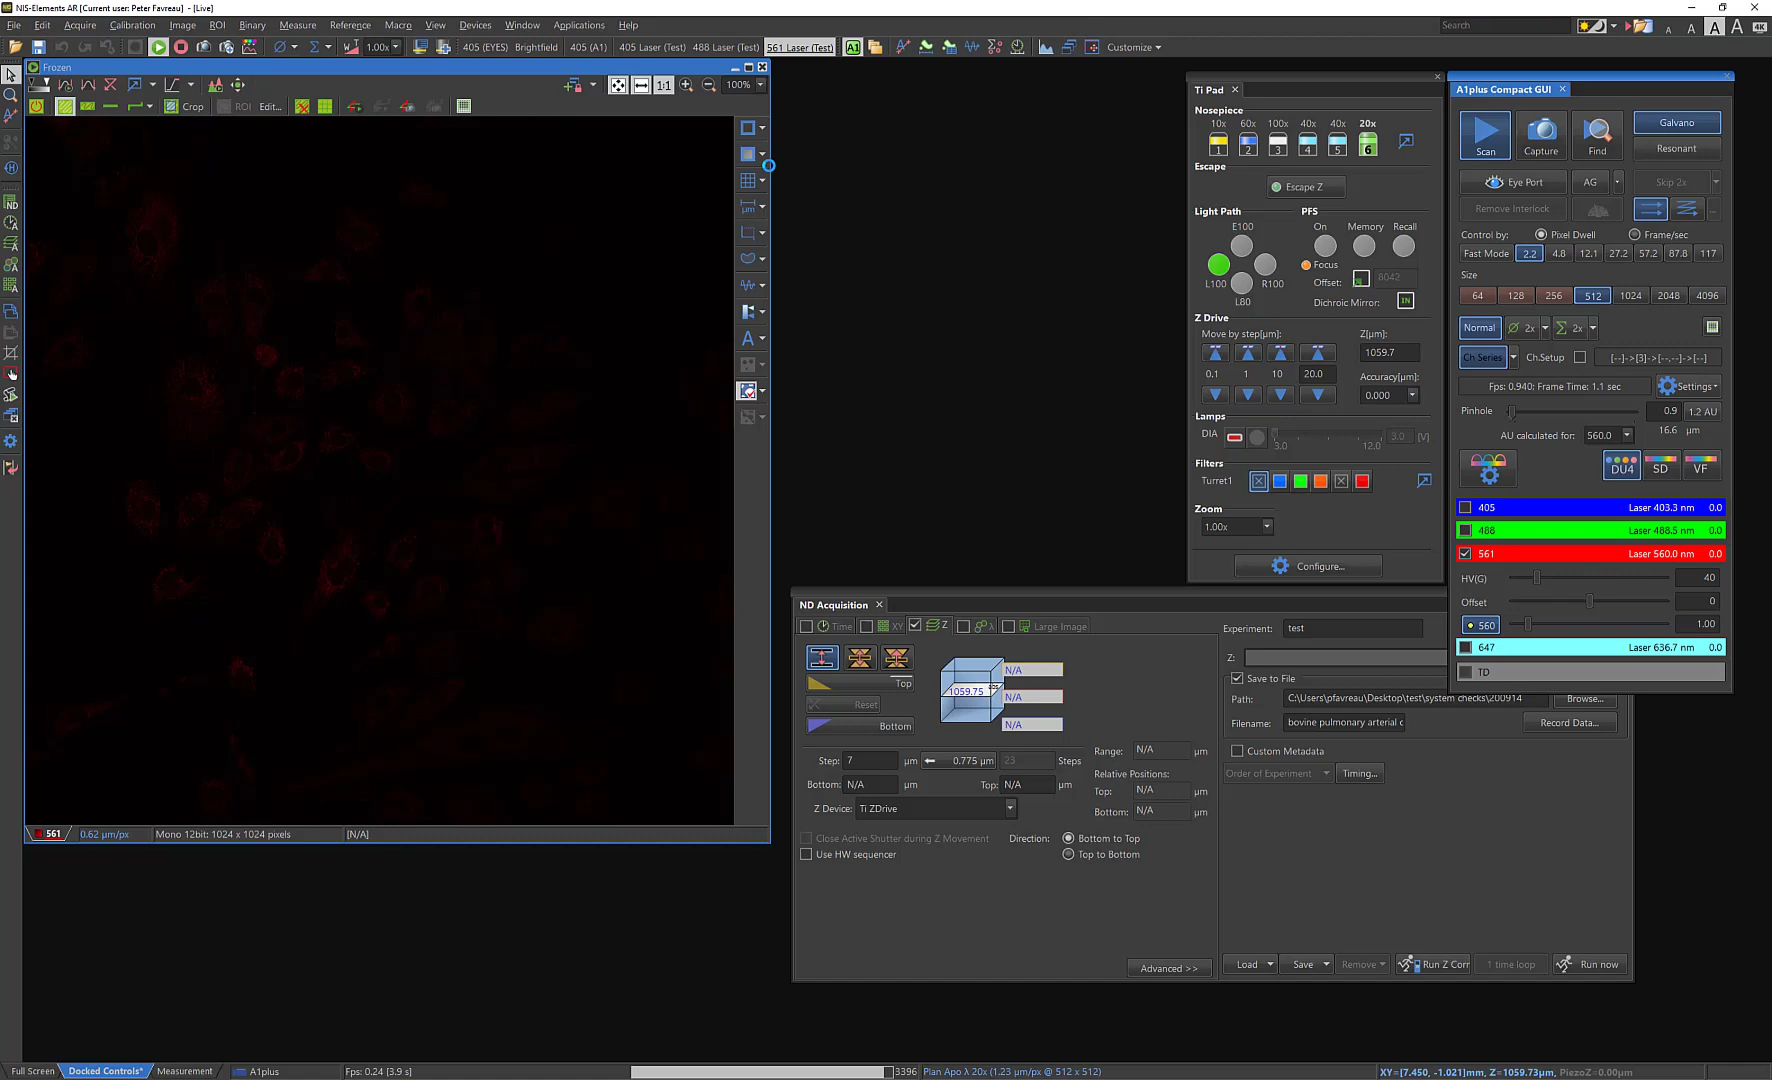 NIS-Elements AR [Current user: Peter Favreau] - [Live]
File Edit Acquire Calibration Image ROI Binary Measure Reference Macro View Devices Window Applications Help
Search
1.00x 405 (EYES) Brightfield 405 (A1) 405 Laser (Test) 488 Laser (Test) 561 Laser (Test) A1 Customize
Frozen
1:1 100%
Crop ROI Edit...
561 0.62 µm/px Mono 12bit: 1024 x 1024 pixels [N/A]
Ti Pad
Nosepiece
10x 60x 100x 40x 40x 20x
1 2 3 4 5 6
Escape
Escape Z
Light Path PFS
E100 On Memory Recall
L100 R100 Focus
L80 Offset: 8042
Dichroic Mirror: IN
Z Drive
Move by step[µm]: Z[µm]:
1059.7
0.1 1 10 20.0 Accuracy[µm]:
0.000
Lamps
DIA 3.0 12.0 3.0 [V]
Filters
Turret1
Zoom
1.00x
Configure...
A1plus Compact GUI
Scan Capture Find Galvano
Resonant
Eye Port AG Skip 2x
Remove Interlock
Control by: Pixel Dwell Frame/sec
Fast Mode 2.2 4.8 12.1 27.2 57.2 87.8 117
Size
64 128 256 512 1024 2048 4096
Normal 2x 2x
Ch Series Ch.Setup [--]->[3]->[--,--]->[--]
Fps: 0.940; Frame Time: 1.1 sec Settings
Pinhole 0.9 1.2 AU
16.6 µm
AU calculated for: 560.0
DU4 SD VF
405 Laser 403.3 nm 0.0
488 Laser 488.5 nm 0.0
561 Laser 560.0 nm 0.0
HV(G) 40
Offset 0
560 1.00
647 Laser 636.7 nm 0.0
TD
ND Acquisition
Time XY Z λ Large Image
Top
Reset
Bottom
N/A
1059.75
N/A
N/A
Step: 7 µm 0.775 µm 23 Steps
Bottom: N/A µm Top: N/A µm
Z Device: Ti ZDrive
Range: N/A µm
Relative Positions:
Top: N/A µm
Bottom: N/A µm
Close Active Shutter during Z Movement
Direction: Bottom to Top
Use HW sequencer
Top to Bottom
Advanced >>
Experiment: test
Z:
Save to File
Path: C:\Users\pfavreau\Desktop\test\system checks\200914 Browse...
Filename: bovine pulmonary arterial c Record Data...
Custom Metadata
Order of Experiment Timing...
Load Save Remove Run Z Corr 1 time loop Run now
Full Screen Docked Controls* Measurement A1plus Fps: 0.24 [3.9 s] 3396 Plan Apo λ 20x (1.23 µm/px @ 512 x 512) XY=[7.450, -1.021]mm, Z=1059.73µm, PiezoZ=0.00µm